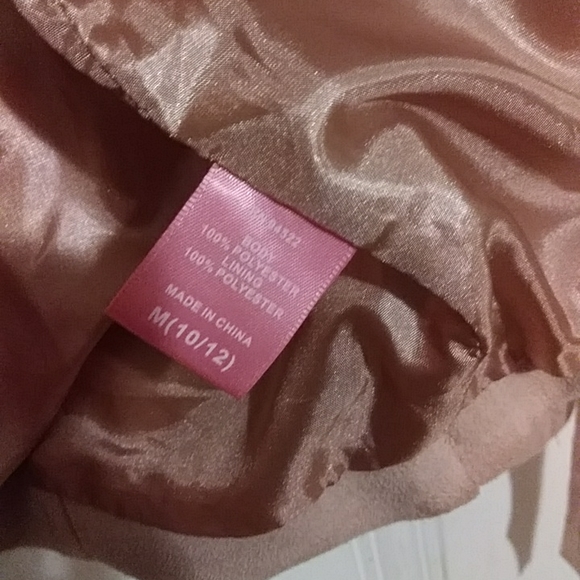 BODY
100% POLYESTER
LINING
100% POLYESTER
MADE IN CHINA
M(10/12)